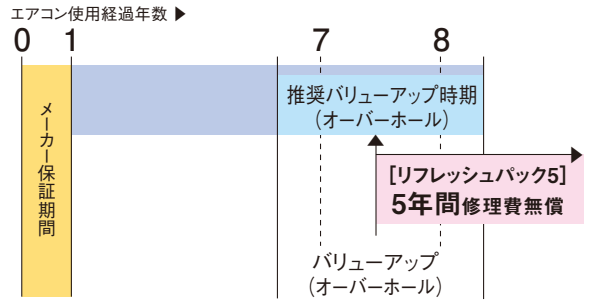 エアコン使用経過年数 ▶
0 1 7 8
メーカー保証期間
推奨バリューアップ時期
（オーバーホール）
［リフレッシュパック5］
5年間修理費無償
バリューアップ
（オーバーホール）